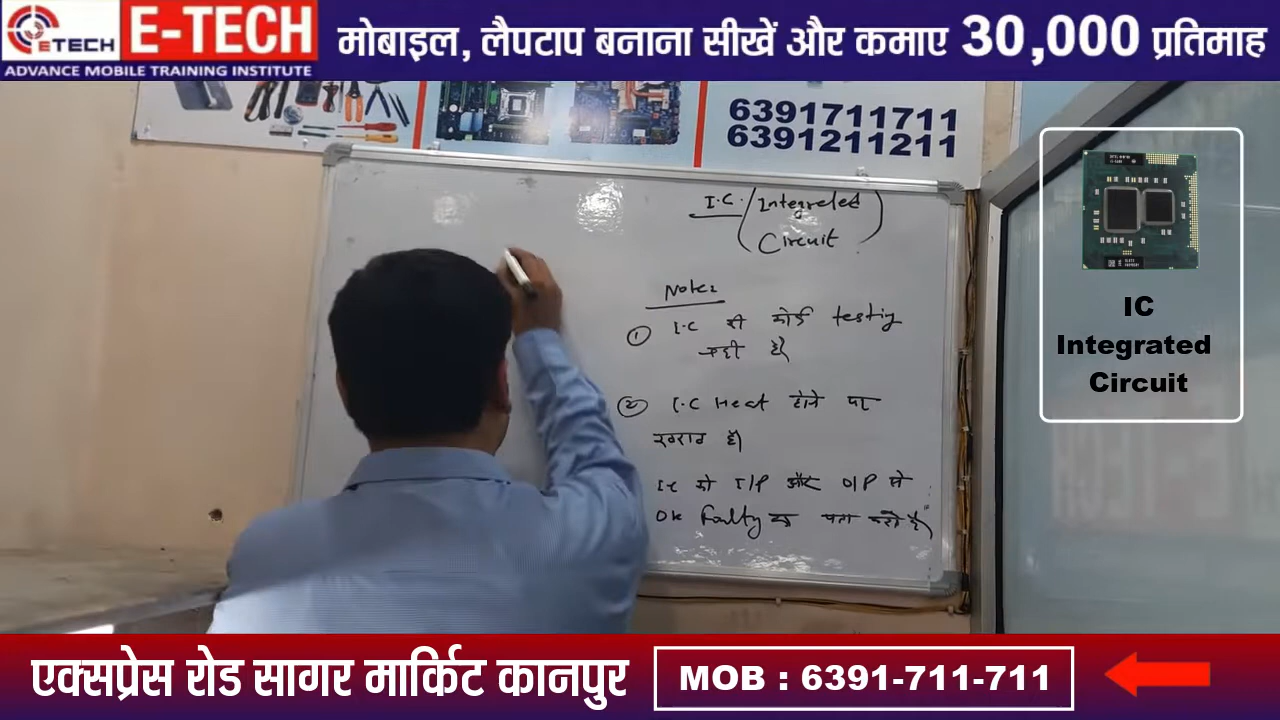 ETECH E-TECH
ADVANCE MOBILE TRAINING INSTITUTE
मोबाइल, लैपटाप बनाना सीखें और कमाए 30,000 प्रतिमाह
6391711711
6391211211
I.C. (Integreted
Circuit)
Note:
① I.C की कोई testing
नही है।
② I.C Heat होने पर
खराब है।
IC को I/P और O/P से
OK Faulty का पता करते है।
IC
Integrated
Circuit
एक्सप्रेस रोड सागर मार्किट कानपुर
MOB : 6391-711-711